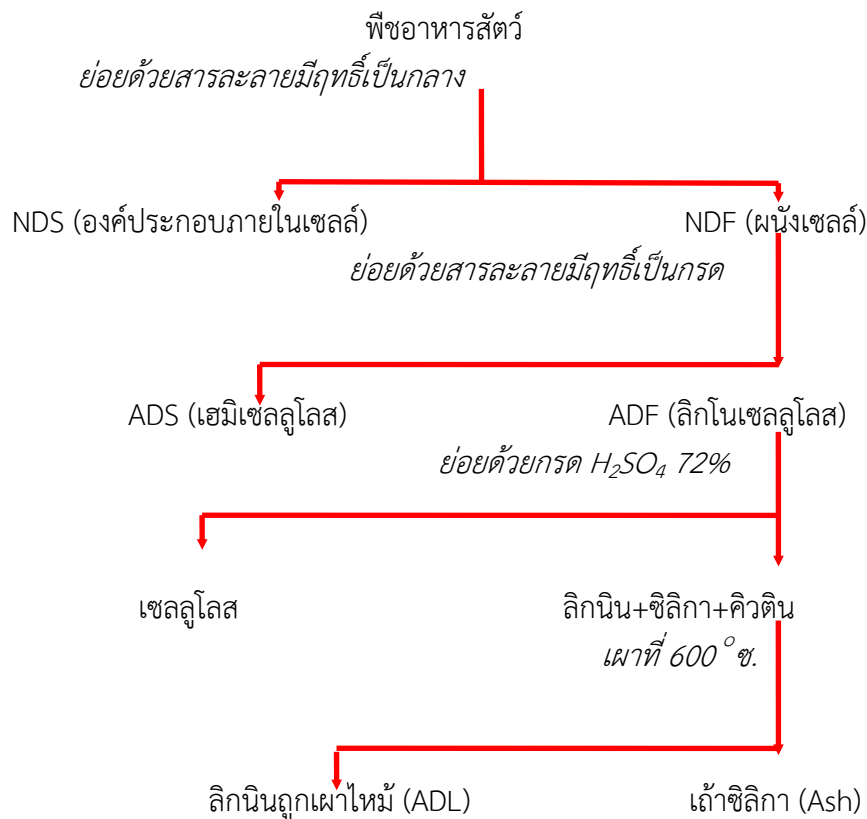 พืชอาหารสัตว์
ย่อยด้วยสารละลายมีฤทธิ์เป็นกลาง
NDS (องค์ประกอบภายในเซลล์)
NDF (ผนังเซลล์)
ย่อยด้วยสารละลายมีฤทธิ์เป็นกรด
ADS (เฮมิเซลลูโลส)
ADF (ลิกโนเซลลูโลส)
ย่อยด้วยกรด H₂SO₄ 72%
เซลลูโลส
ลิกนิน+ซิลิกา+คิวติน
เผาที่ 600 °ซ.
ลิกนินถูกเผาไหม้ (ADL)
เถ้าซิลิกา (Ash)